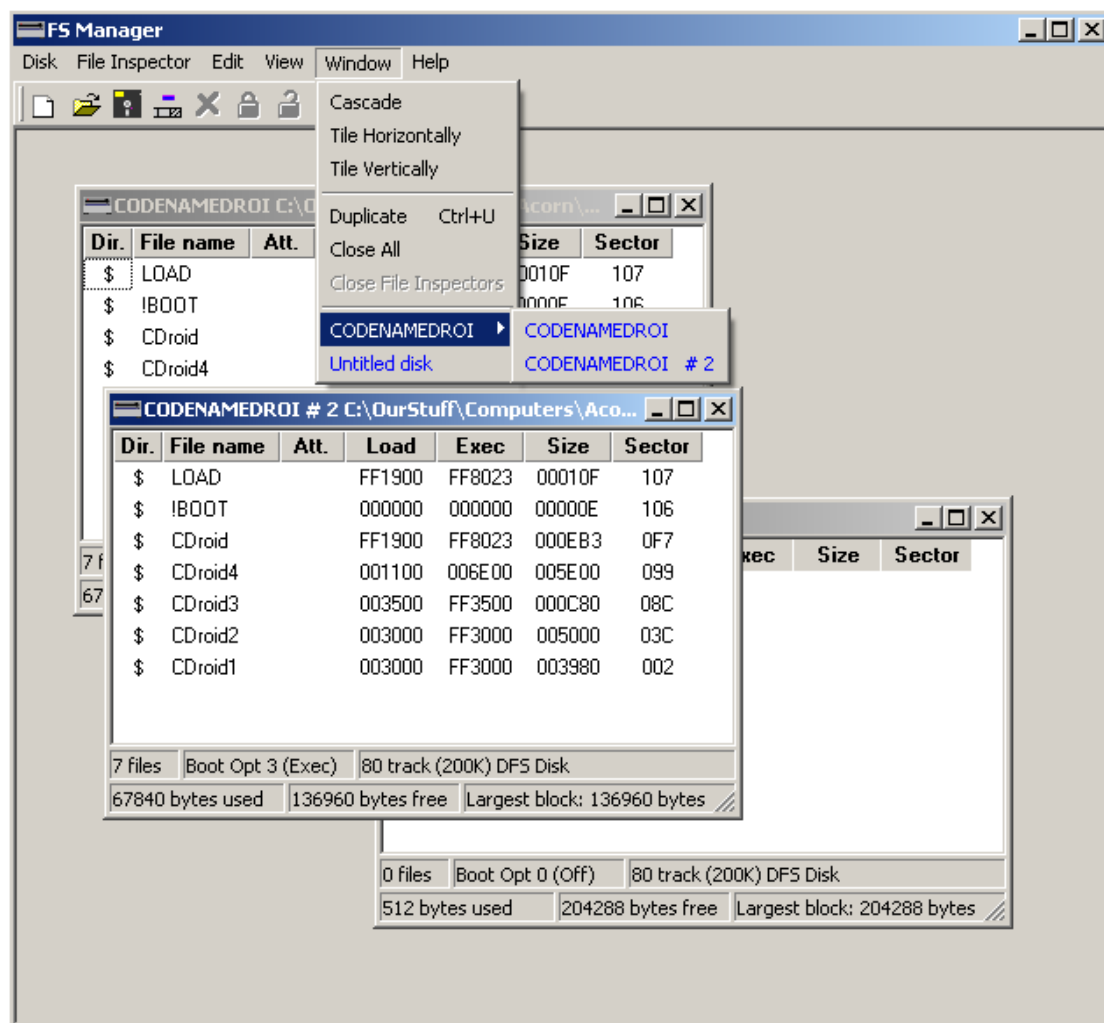 FS Manager
Disk File Inspector Edit View Window Help
Cascade
Tile Horizontally
Tile Vertically
Duplicate Ctrl+U
Close All
Close File Inspectors
CODENAMEDROI
Untitled disk
CODENAMEDROI
CODENAMEDROI # 2
CODENAMEDROI C:\O Acorn\...
Dir. File name Att. Size Sector
$ LOAD 0010F 107
$ !BOOT 0000E 106
$ CDroid
$ CDroid4
7 f
67
CODENAMEDROI # 2 C:\OurStuff\Computers\Aco...
Dir. File name Att. Load Exec Size Sector
$ LOAD FF1900 FF8023 00010F 107
$ !BOOT 000000 000000 00000E 106
$ CDroid FF1900 FF8023 000EB3 0F7
$ CDroid4 001100 006E00 005E00 099
$ CDroid3 003500 FF3500 000C80 08C
$ CDroid2 003000 FF3000 005000 03C
$ CDroid1 003000 FF3000 003980 002
7 files Boot Opt 3 (Exec) 80 track (200K) DFS Disk
67840 bytes used 136960 bytes free Largest block: 136960 bytes
xec Size Sector
0 files Boot Opt 0 (Off) 80 track (200K) DFS Disk
512 bytes used 204288 bytes free Largest block: 204288 bytes